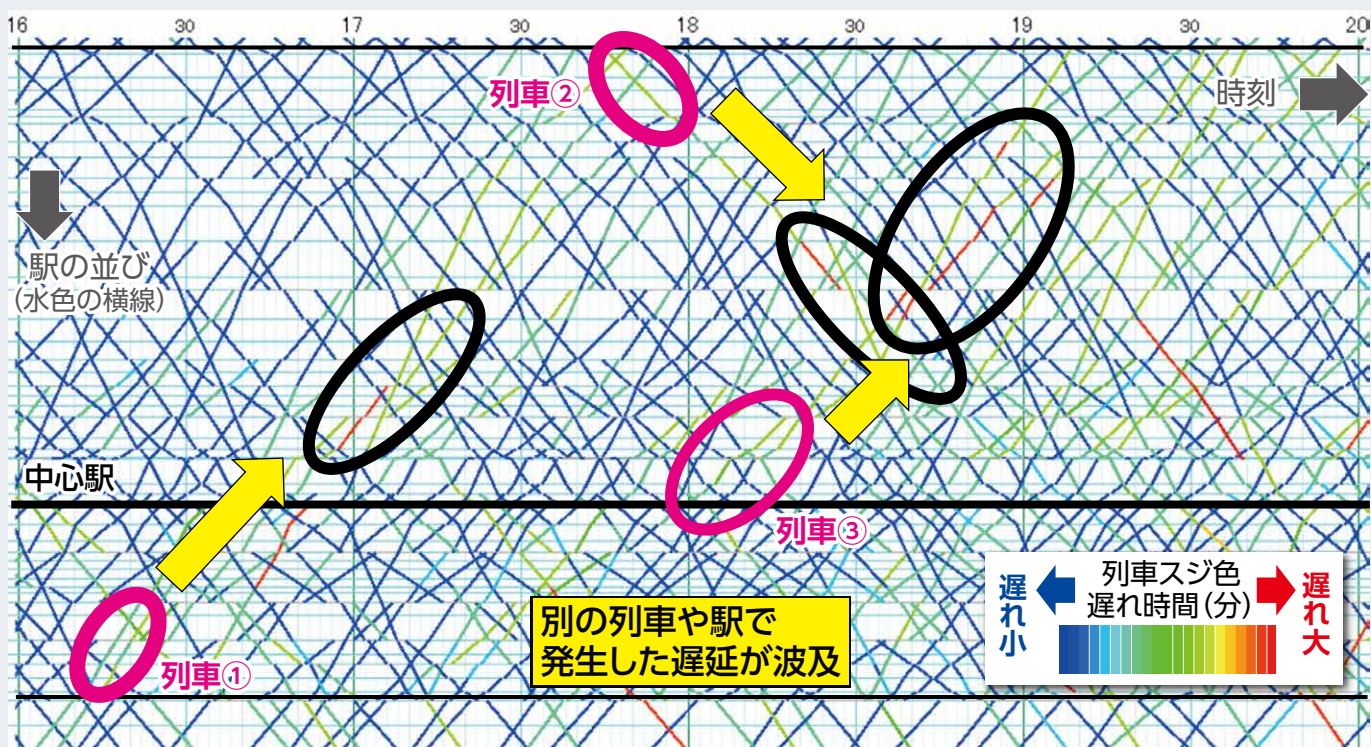 16 30 17 30 18 30 19 30 20
列車②
時刻
駅の並び
(水色の横線)
中心駅
列車③
列車①
別の列車や駅で
発生した遅延が波及
遅れ小
列車スジ色
遅れ時間(分)
遅れ大